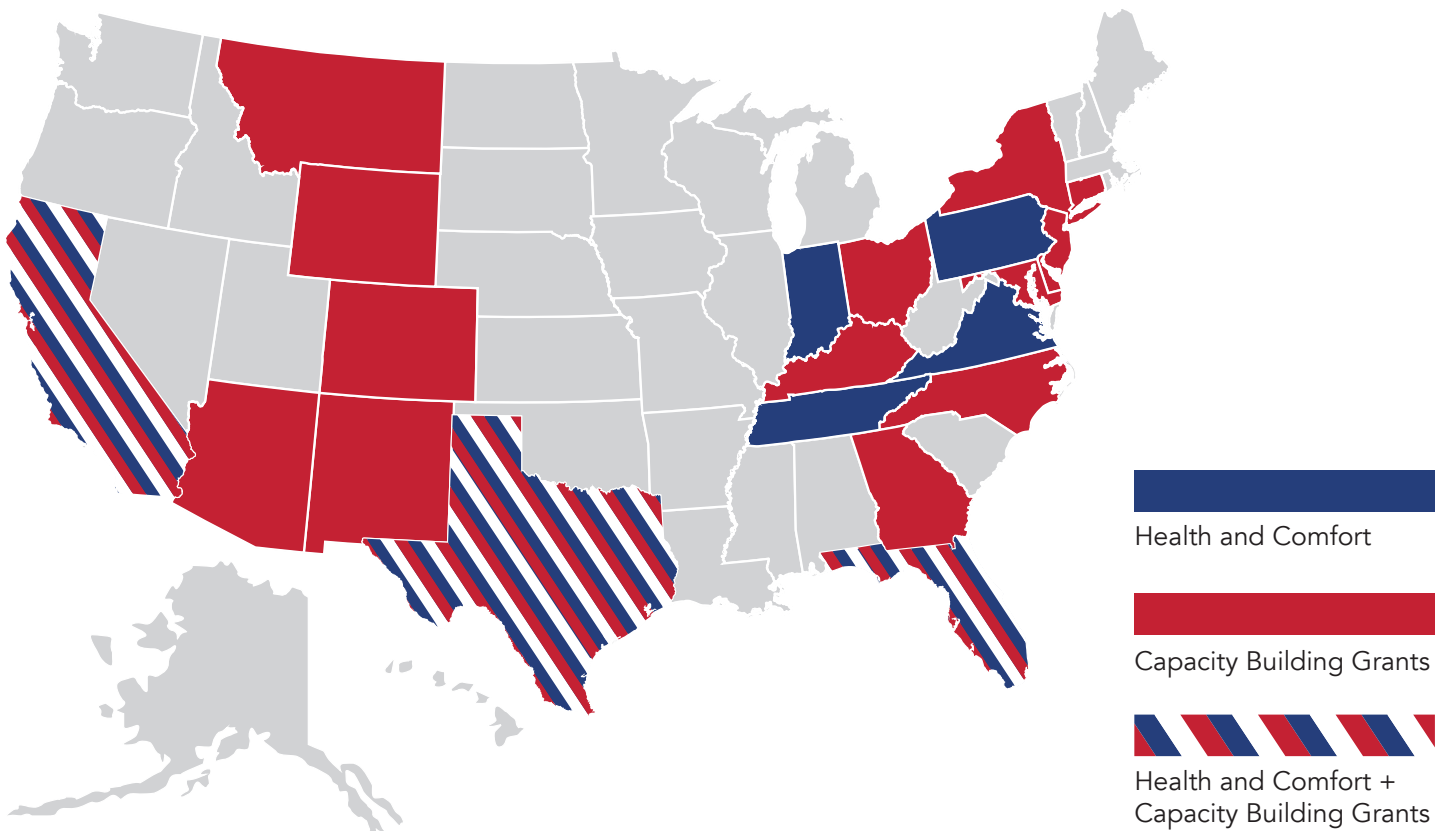 Health and Comfort
Capacity Building Grants
Health and Comfort +
Capacity Building Grants